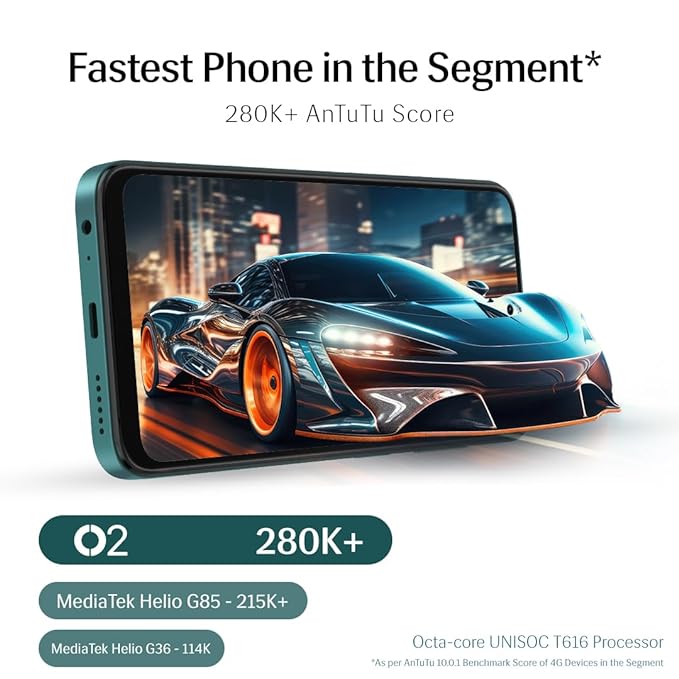 Fastest Phone in the Segment*
280K+ AnTuTu Score
O2 280K+
MediaTek Helio G85 - 215K+
MediaTek Helio G36 - 114K
Octa-core UNISOC T616 Processor
*As per AnTuTu 10.0.1 Benchmark Score of 4G Devices in the Segment